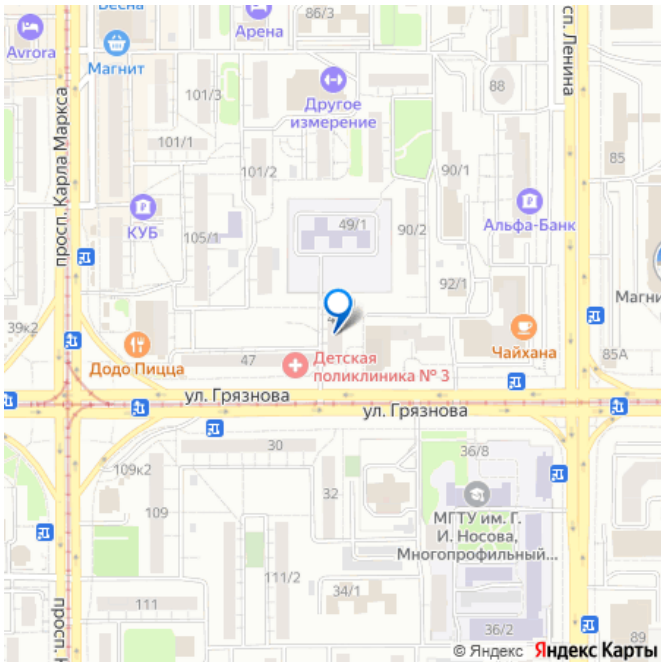 Весна
Avrora
Магнит
Арена
86/3
просп. Ленина
101/3
Другое
измерение
88
101/1
101/2
просп. Карла Маркса
90/1
85
КУБ
105/1
49/1
90/2
Альфа-Банк
92/1
Магни
39к2
Додо Пицца
47
Детская
поликлиника № 3
Чайхана
85А
ул. Грязнова
ул. Грязнова
30
36/8
109к2
109
32
МГТУ им. Г.
И. Носова,
Многопрофильный...
111/2
34/1
111
просп.
36/2
89
© Яндекс Яндекс Карты